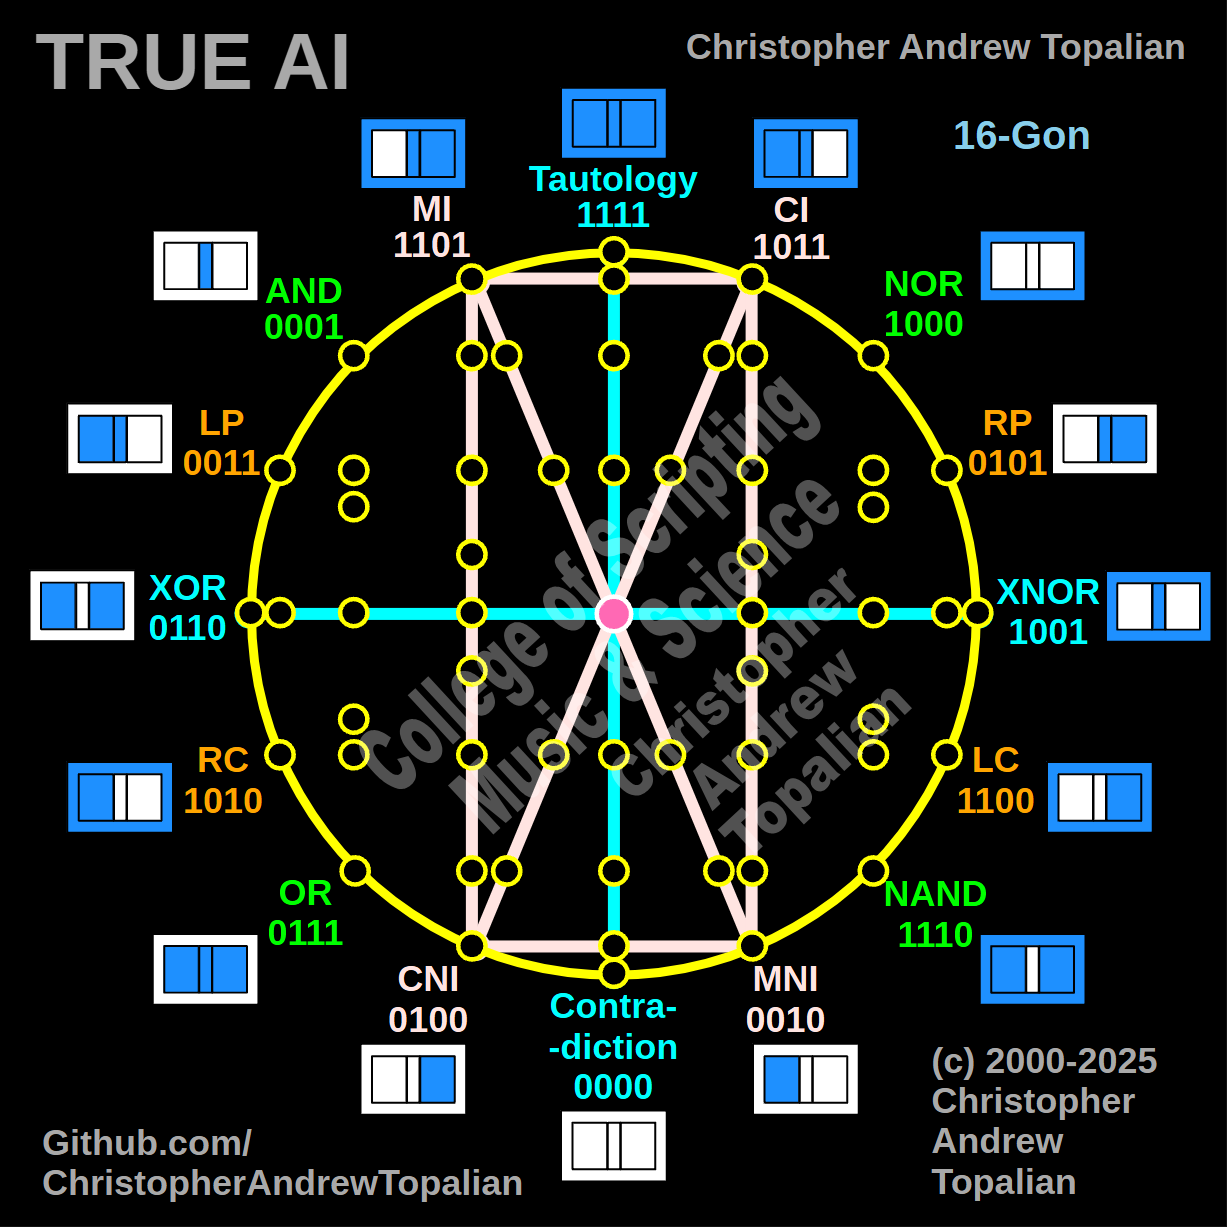 TRUE AI
Christopher Andrew Topalian
16-Gon
Tautology
1111
MI
1101
CI
1011
AND
0001
NOR
1000
LP
0011
RP
0101
XOR
0110
XNOR
1001
RC
1010
LC
1100
OR
0111
NAND
1110
CNI
0100
MNI
0010
Contra-
-diction
0000
College of Scripting
Music & Science
Christopher
Andrew
Topalian
(c) 2000-2025
Christopher
Andrew
Topalian
Github.com/
ChristopherAndrewTopalian